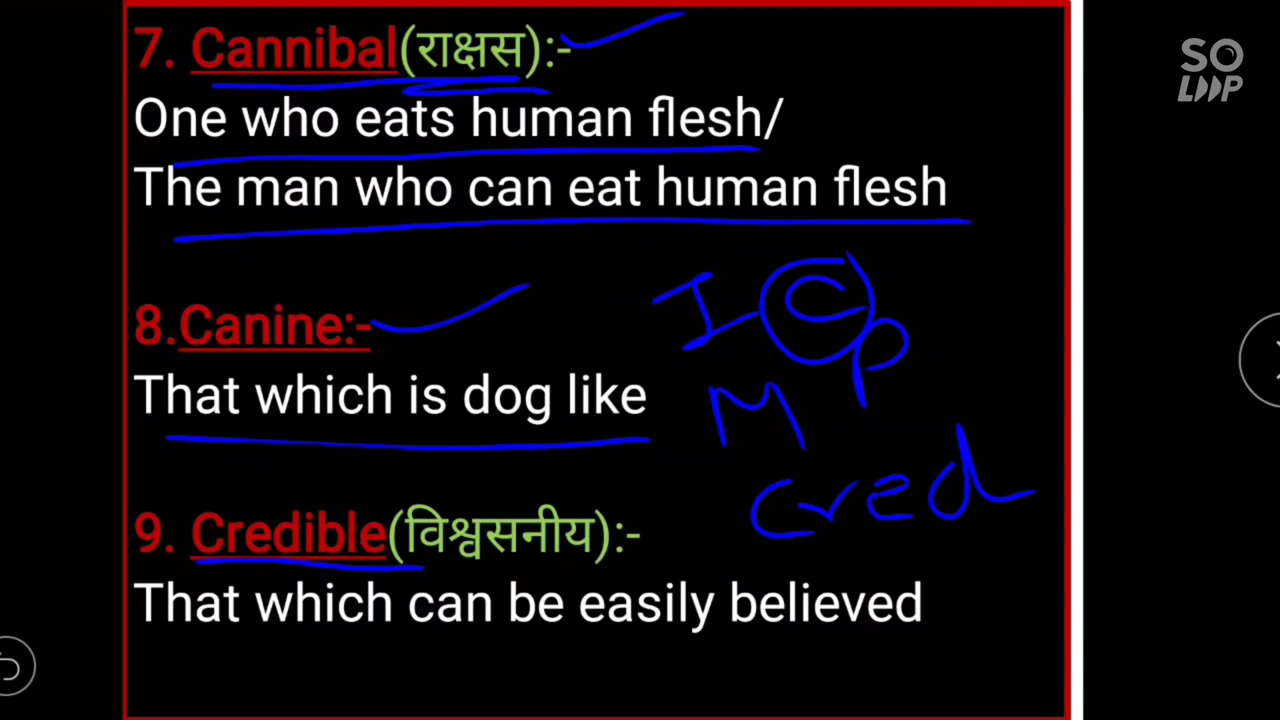 7. Cannibal(राक्षस):-
One who eats human flesh/
The man who can eat human flesh
8.Canine:-
That which is dog like
9. Credible(विश्वसनीय):-
That which can be easily believed
I C P
M
Cred
SO
LOOP